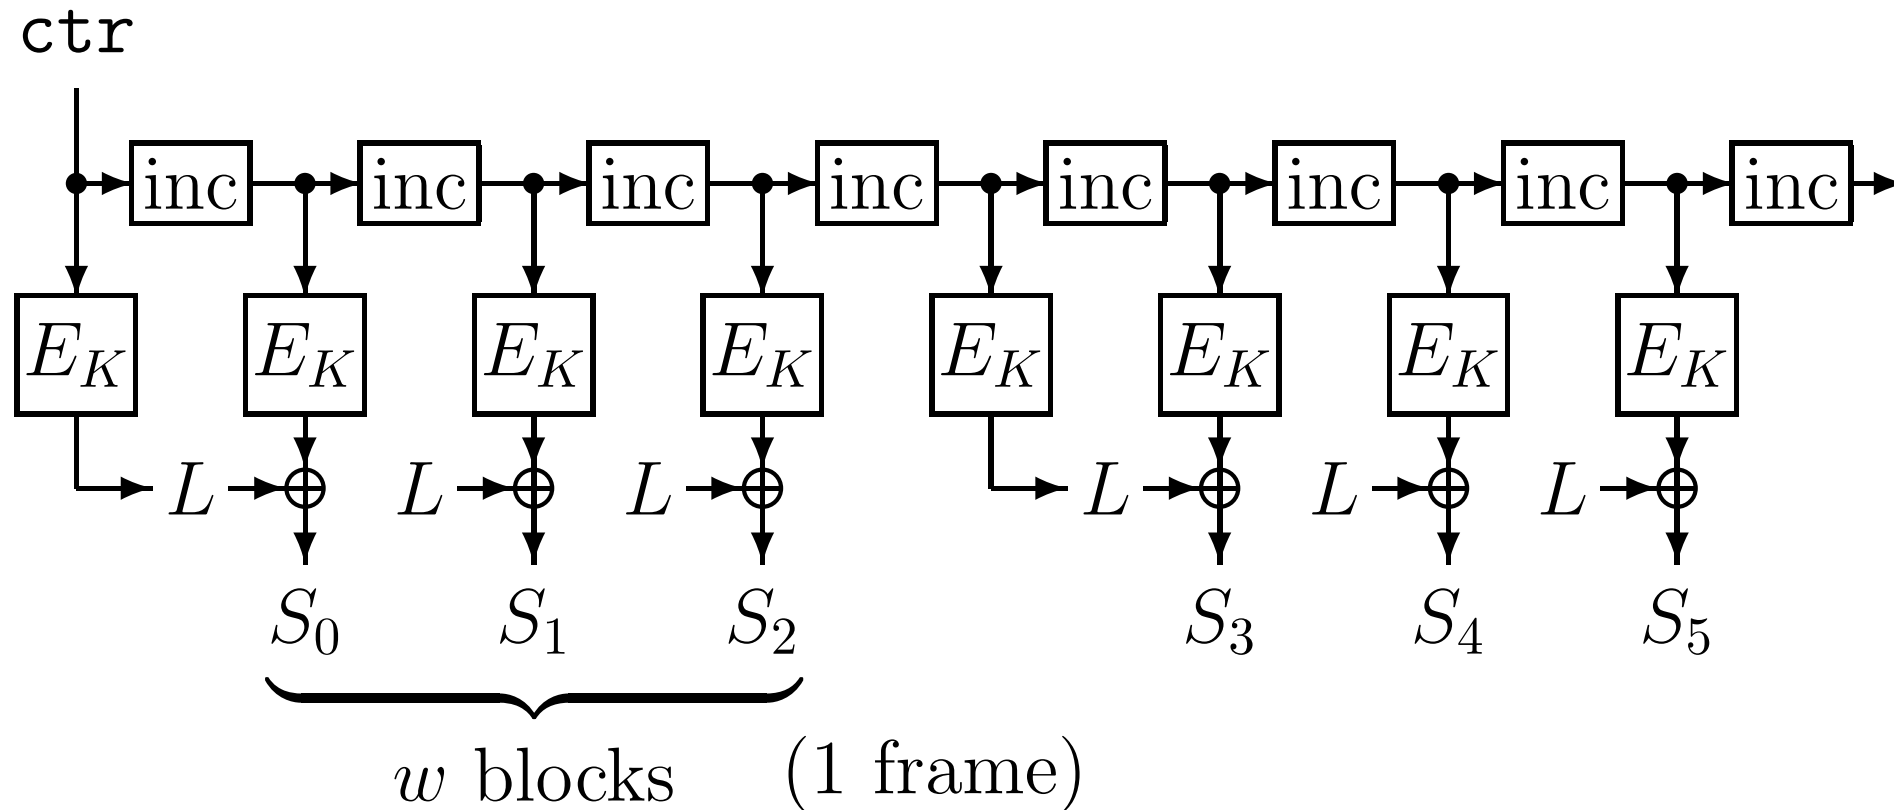 ctr
inc inc inc inc inc inc inc inc
E_K E_K E_K E_K E_K E_K E_K E_K
L L L L L L
S_0 S_1 S_2 S_3 S_4 S_5
w blocks (1 frame)